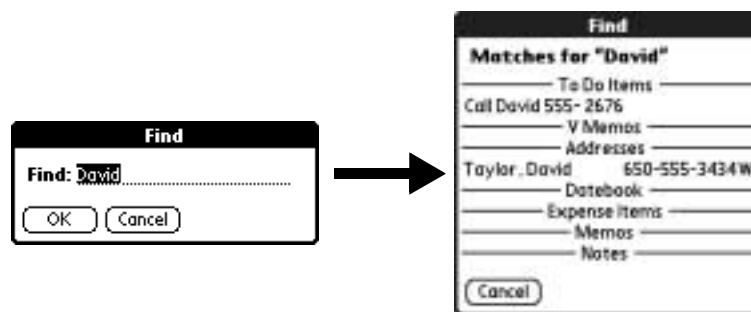 Find
Find: David
OK Cancel
Find
Matches for "David"
To Do Items
Call David 555-2676
V Memos
Addresses
Taylor, David 650-555-3434W
Datebook
Expense Items
Memos
Notes
Cancel